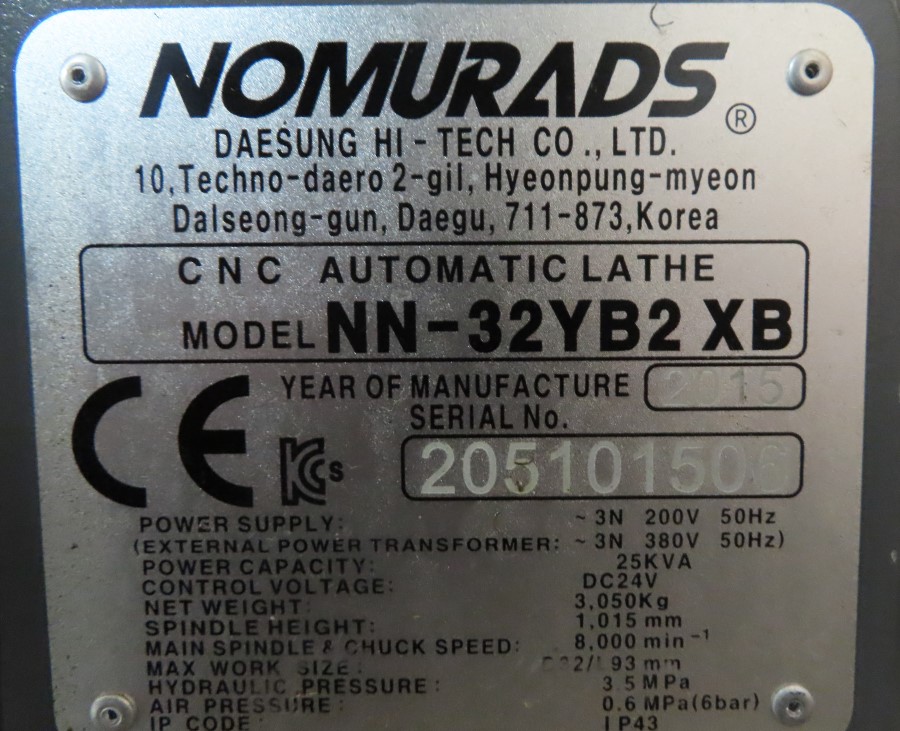 NOMURADS ®
DAESUNG HI - TECH CO ., LTD.
10, Techno-daero 2-gil, Hyeonpung-myeon
Dalseong-gun, Daegu, 711-873, Korea
CNC AUTOMATIC LATHE
MODEL NN-32YB2 XB
CE
YEAR OF MANUFACTURE 2015
SERIAL No.
KCs
205101506
POWER SUPPLY: ~3N 200V 50Hz
(EXTERNAL POWER TRANSFORMER: ~3N 380V 50Hz)
POWER CAPACITY: 25KVA
CONTROL VOLTAGE: DC24V
NET WEIGHT: 3,050Kg
SPINDLE HEIGHT: 1,015 mm
MAIN SPINDLE & CHUCK SPEED: 8,000 min⁻¹
MAX WORK SIZE: mm
HYDRAULIC PRESSURE: 3.5 MPa
AIR PRESSURE: 0.6 MPa(6bar)
IP CODE: IP43